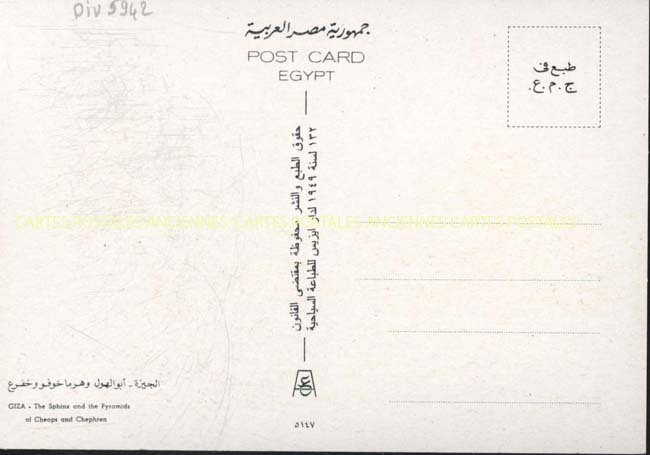 Div 5942
جمهورية مصر العربية
POST CARD
EGYPT
طبع فى
ج.م.ع.
حقوق الطبع والنشر محفوظة بمقتضى القانون
١٣٢ لسنة ١٩٤٩ لدار ايزيس للطباعة السياحية
CARTES POSTALES ANCIENNES CARTES POSTALES ANCIENNES CARTES POSTALES
الجيزة - أبوالهول وهرما خوفو وخفرع
GIZA - The Sphinx and the Pyramids
of Cheops and Chephren
٥١٤٧